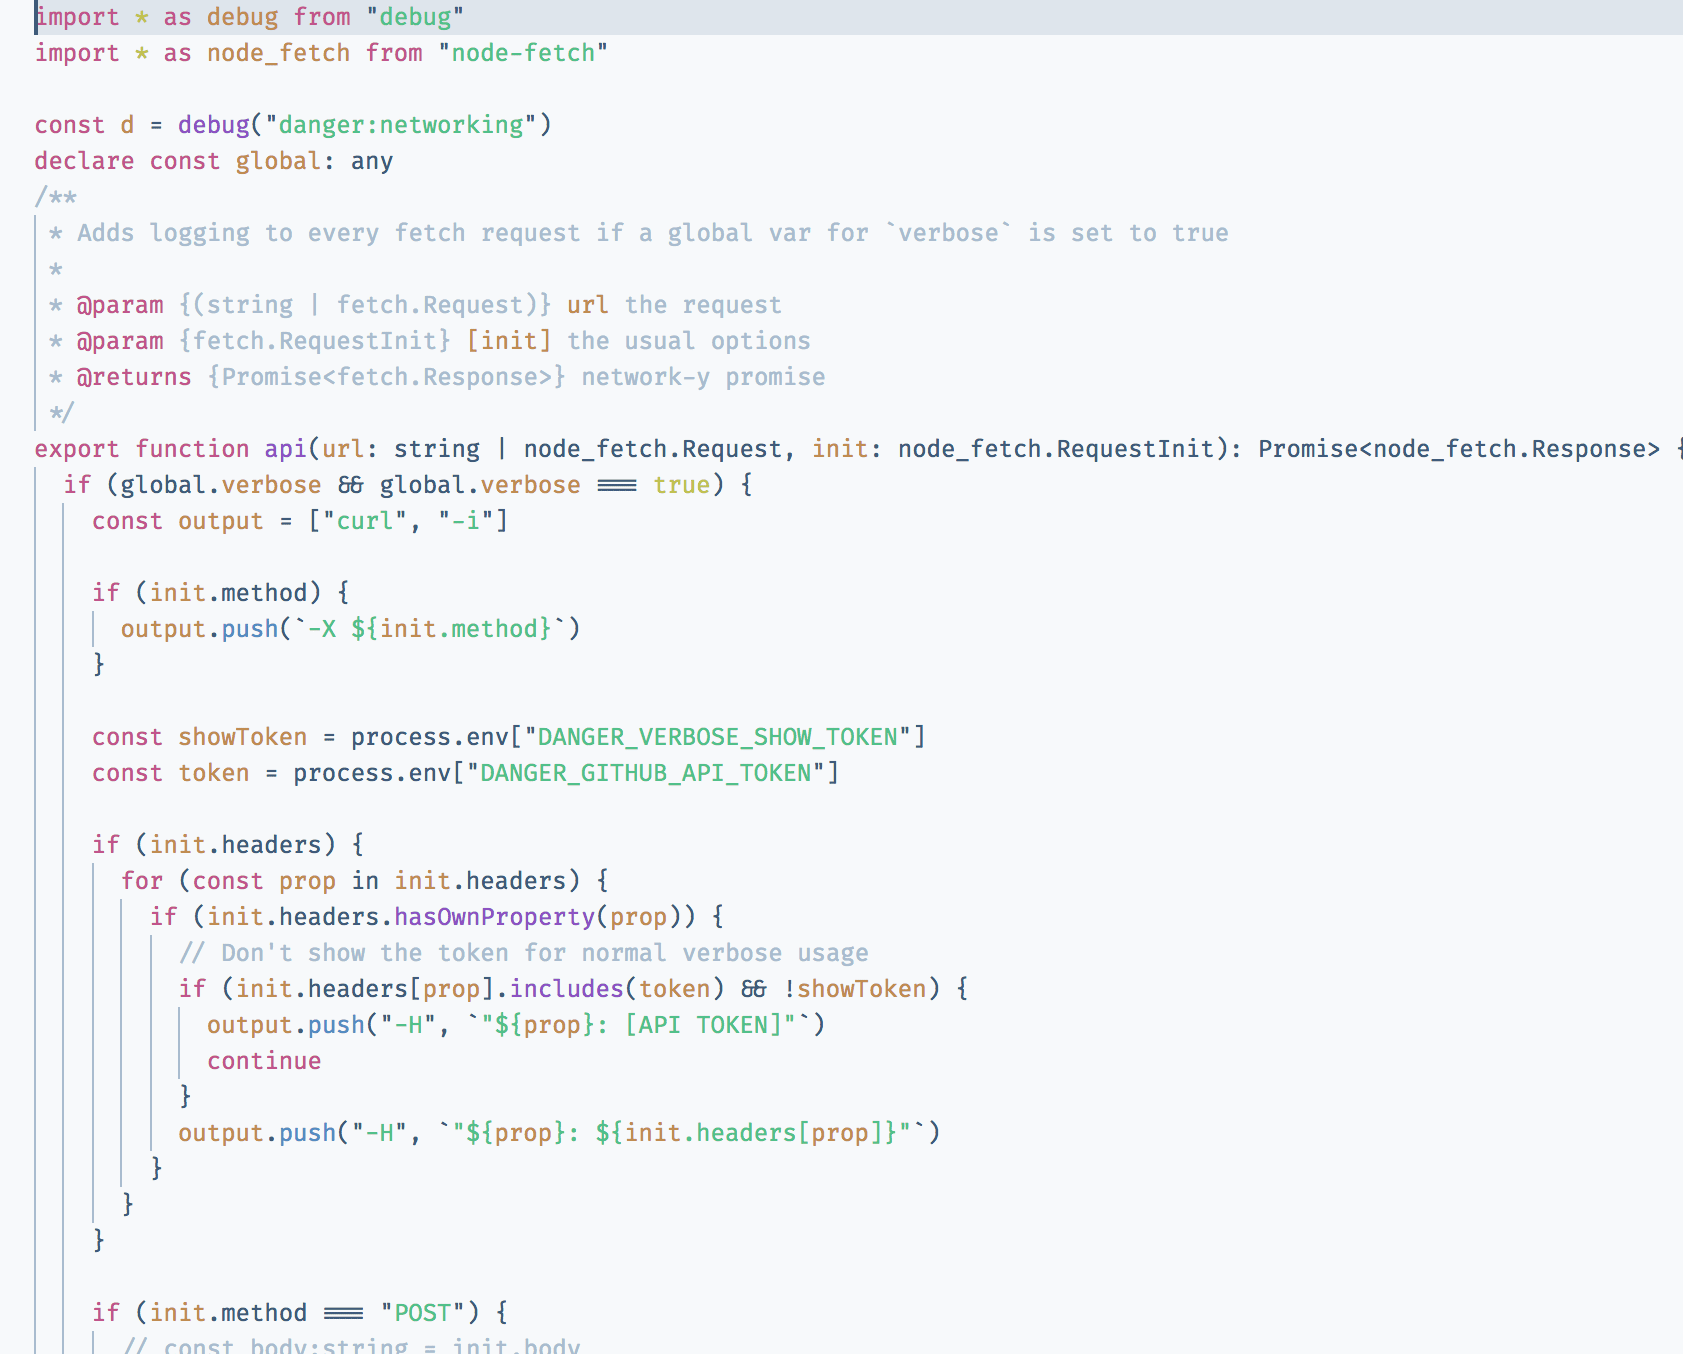 import * as debug from "debug"
import * as node_fetch from "node-fetch"

const d = debug("danger:networking")
declare const global: any
/**
 * Adds logging to every fetch request if a global var for `verbose` is set to true
 *
 * @param {(string | fetch.Request)} url the request
 * @param {fetch.RequestInit} [init] the usual options
 * @returns {Promise<fetch.Response>} network-y promise
 */
export function api(url: string | node_fetch.Request, init: node_fetch.RequestInit): Promise<node_fetch.Response> {
  if (global.verbose && global.verbose === true) {
    const output = ["curl", "-i"]

    if (init.method) {
      output.push(`-X ${init.method}`)
    }

    const showToken = process.env["DANGER_VERBOSE_SHOW_TOKEN"]
    const token = process.env["DANGER_GITHUB_API_TOKEN"]

    if (init.headers) {
      for (const prop in init.headers) {
        if (init.headers.hasOwnProperty(prop)) {
          // Don't show the token for normal verbose usage
          if (init.headers[prop].includes(token) && !showToken) {
            output.push("-H", `"${prop}: [API TOKEN]"`)
            continue
          }
          output.push("-H", `"${prop}: ${init.headers[prop]}"`)
        }
      }
    }

    if (init.method === "POST") {
      // const body:string = init.body